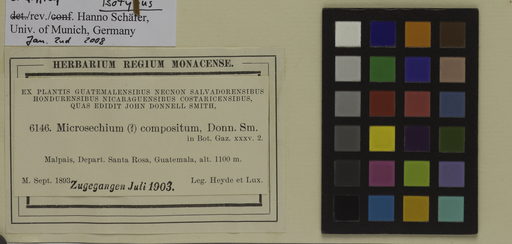 Isotypus
det./rev./conf. Hanno Schäfer,
Univ. of Munich, Germany
Jan. 2nd 2008
HERBARIUM REGIUM MONACENSE.
EX PLANTIS GUATEMALENSIBUS NECNON SALVADORENSIBUS
HONDURENSIBUS NICARAGUENSIBUS COSTARICENSIBUS,
QUAS EDIDIT JOHN DONNELL SMITH.
6146. Microsechium (?) compositum, Donn. Sm.
in Bot. Gaz. xxxv. 2.
Malpais, Depart. Santa Rosa, Guatemala, alt. 1100 m.
M. Sept. 1893. Leg. Heyde et Lux.
Zugegangen Juli 1903.